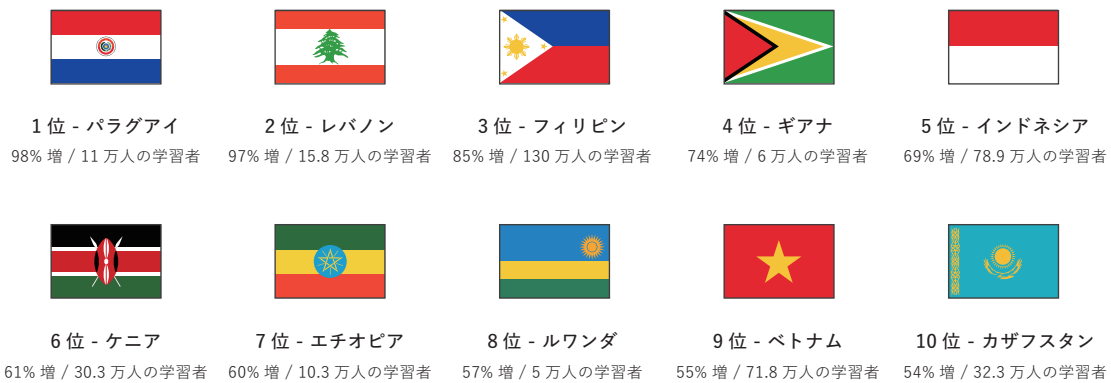 1 位 - パラグアイ
98% 増 / 11 万人の学習者
2 位 - レバノン
97% 増 / 15.8 万人の学習者
3 位 - フィリピン
85% 増 / 130 万人の学習者
4 位 - ギアナ
74% 増 / 6 万人の学習者
5 位 - インドネシア
69% 増 / 78.9 万人の学習者
6 位 - ケニア
61% 増 / 30.3 万人の学習者
7 位 - エチオピア
60% 増 / 10.3 万人の学習者
8 位 - ルワンダ
57% 増 / 5 万人の学習者
9 位 - ベトナム
55% 増 / 71.8 万人の学習者
10 位 - カザフスタン
54% 増 / 32.3 万人の学習者